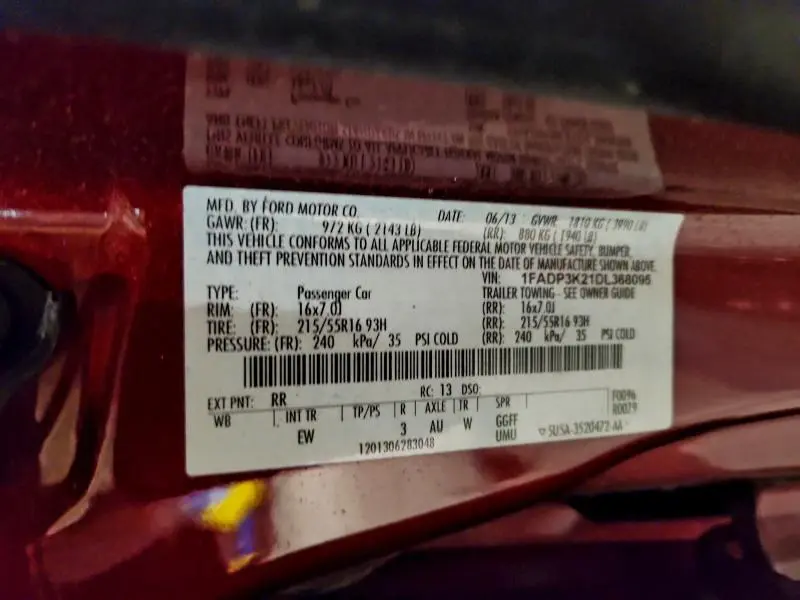 MFD. BY FORD MOTOR CO. DATE: 06/13 GVWR: 1810 KG ( 3990 LB)
GAWR: (FR): 972 KG ( 2143 LB) (RR): 880 KG ( 1940 LB)
THIS VEHICLE CONFORMS TO ALL APPLICABLE FEDERAL MOTOR VEHICLE SAFETY, BUMPER,
AND THEFT PREVENTION STANDARDS IN EFFECT ON THE DATE OF MANUFACTURE SHOWN ABOVE.
VIN: 1FADP3K21DL368095
TYPE: Passenger Car TRAILER TOWING - SEE OWNER GUIDE
RIM: (FR): 16x7.0J (RR): 16x7.0J
TIRE: (FR): 215/55R16 93H (RR): 215/55R16 93H
PRESSURE: (FR): 240 kPa/ 35 PSI COLD (RR): 240 kPa/ 35 PSI COLD
EXT PNT: RR RC: 13 DSO: F0096
R0079
WB INT TR TP/PS R AXLE TR SPR
EW 3 AU W GGFF
UMU
1201306283048 5U5A-3520472-AA